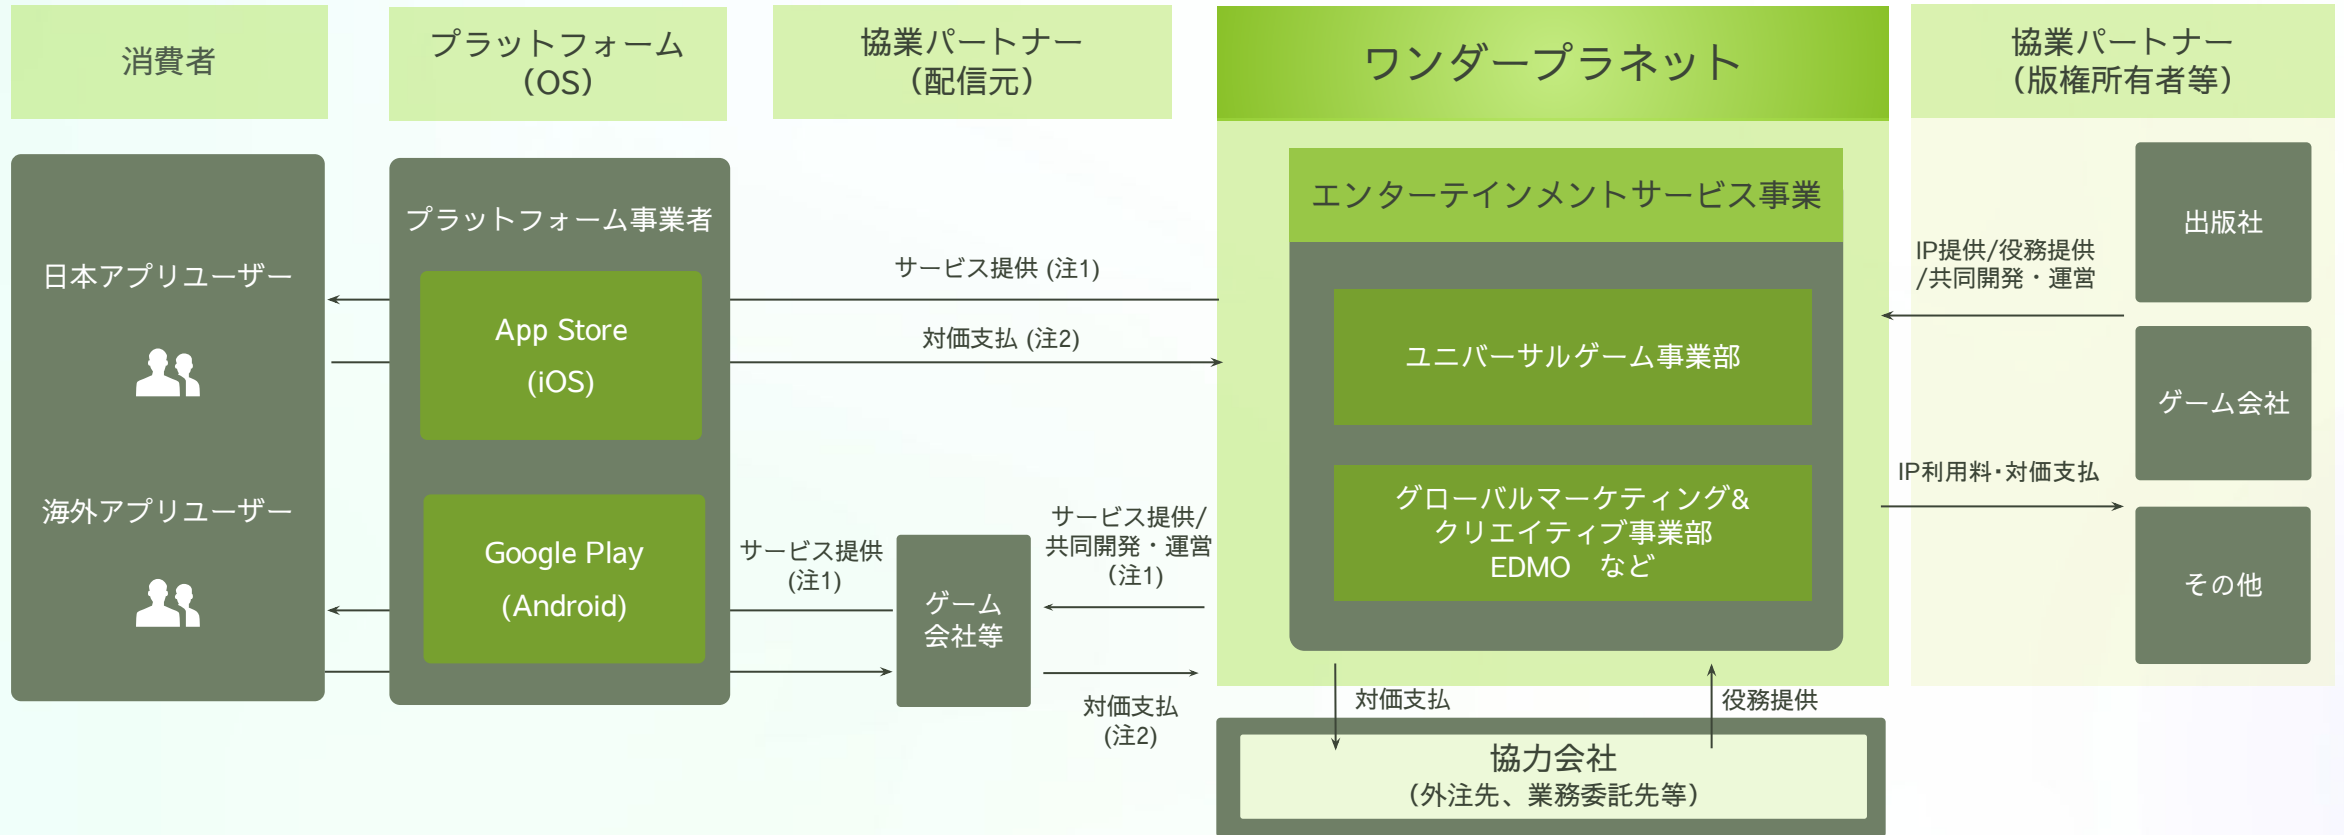 消費者
プラットフォーム
（OS）
協業パートナー
（配信元）
ワンダープラネット
協業パートナー
（版権所有者等）
日本アプリユーザー
海外アプリユーザー
プラットフォーム事業者
App Store
(iOS)
Google Play
(Android)
サービス提供 (注1)
対価支払 (注2)
サービス提供
(注1)
ゲーム
会社等
サービス提供/
共同開発・運営
（注1）
対価支払
(注2)
エンターテインメントサービス事業
ユニバーサルゲーム事業部
グローバルマーケティング&
クリエイティブ事業部
EDMO　など
対価支払
役務提供
協力会社
（外注先、業務委託先等）
IP提供/役務提供
/共同開発・運営
IP利用料・対価支払
出版社
ゲーム会社
その他